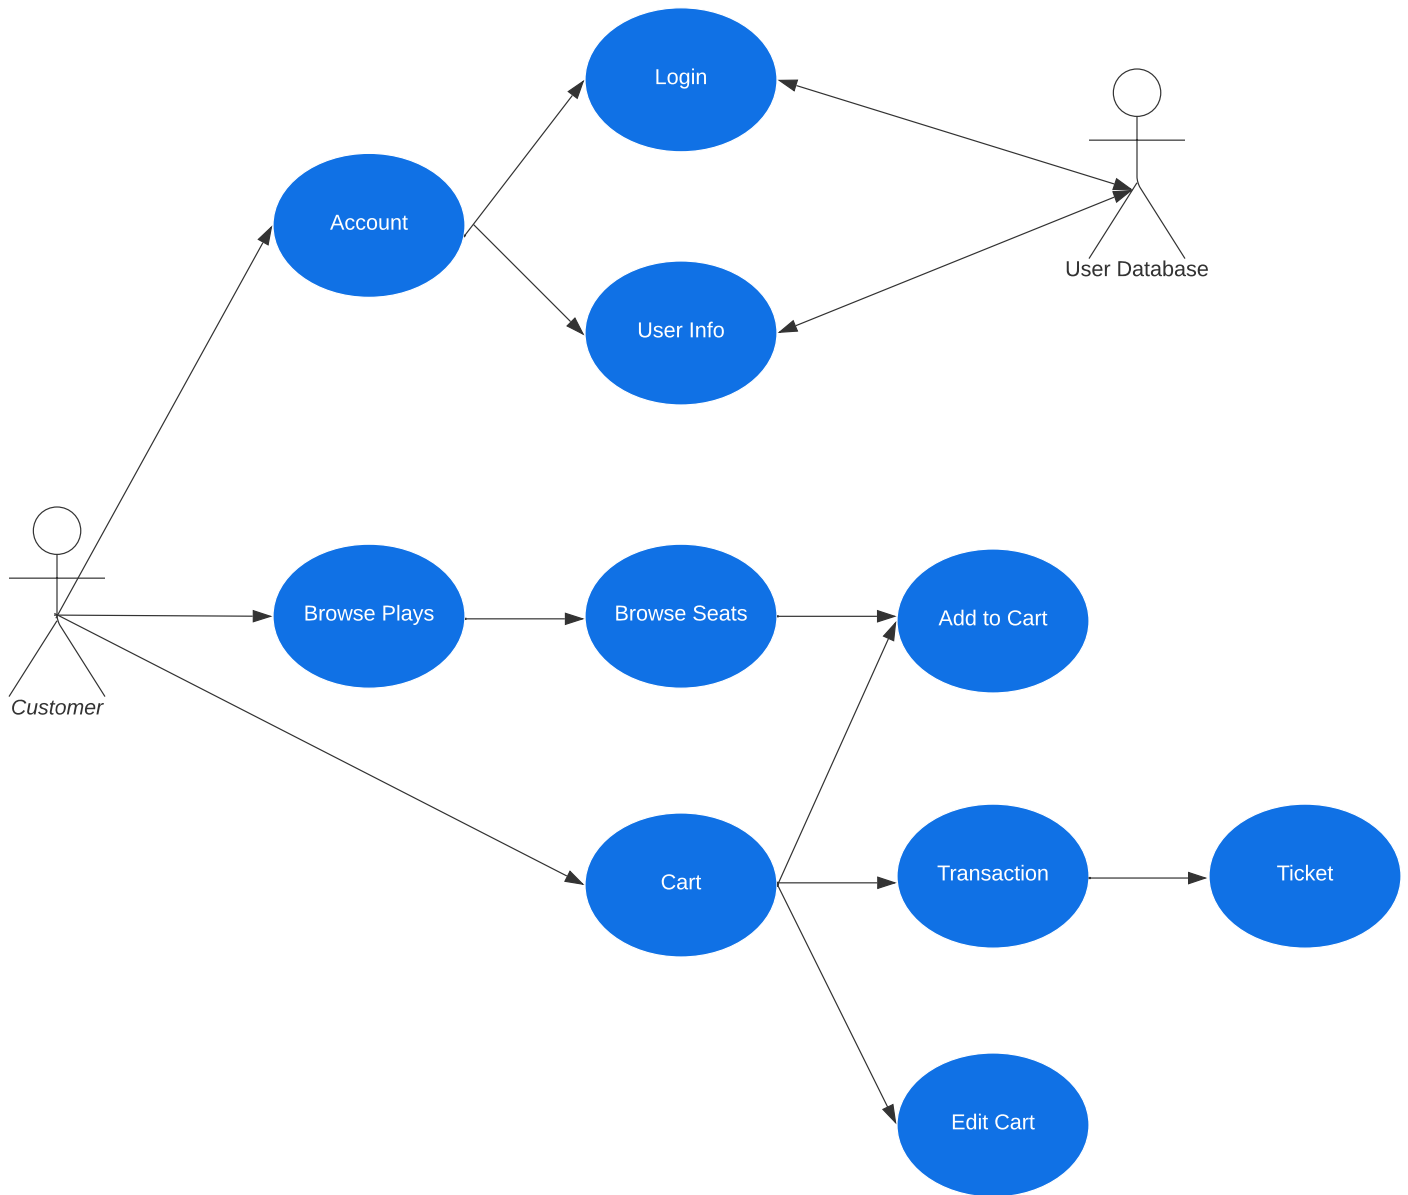 Login
Account
User Database
User Info
Browse Plays
Browse Seats
Add to Cart
Customer
Cart
Transaction
Ticket
Edit Cart